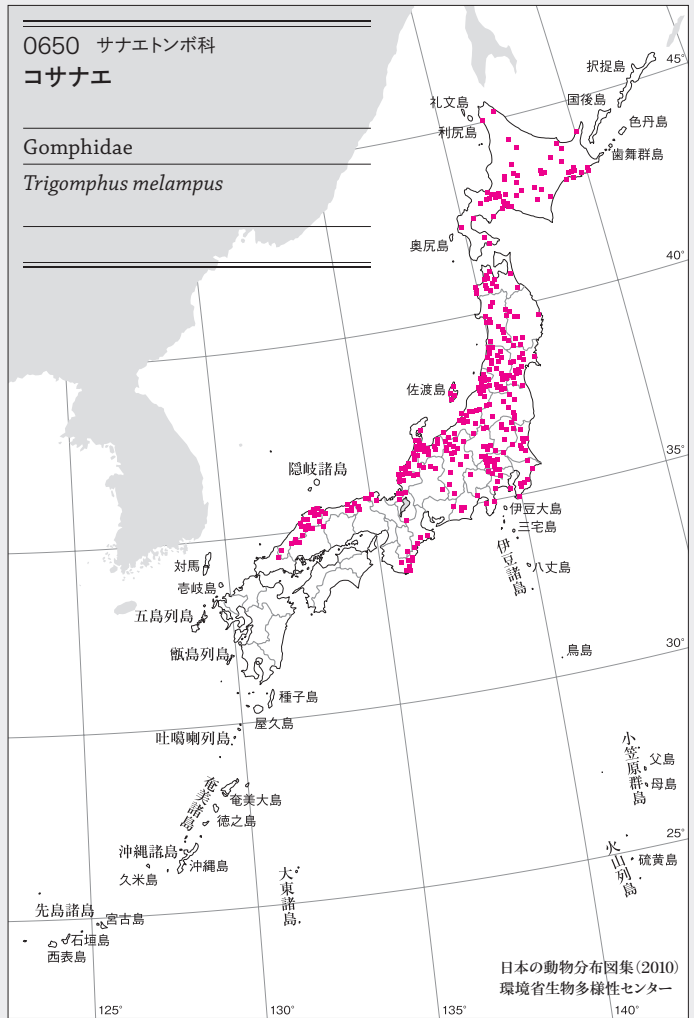 0650 サナエトンボ科
コサナエ
Gomphidae
Trigomphus melampus
45°
択捉島
礼文島
国後島
色丹島
利尻島
歯舞群島
奥尻島
40°
佐渡島
35°
隠岐諸島
伊豆大島
三宅島
伊豆諸島
八丈島
対馬
壱岐島
五島列島
甑島列島
鳥島
30°
種子島
屋久島
吐噶喇列島
小笠原群島
父島
母島
奄美諸島
奄美大島
徳之島
25°
沖縄諸島
沖縄島
久米島
火山列島
硫黄島
大東諸島
先島諸島
宮古島
石垣島
西表島
日本の動物分布図集(2010)
環境省生物多様性センター
125°
130°
135°
140°